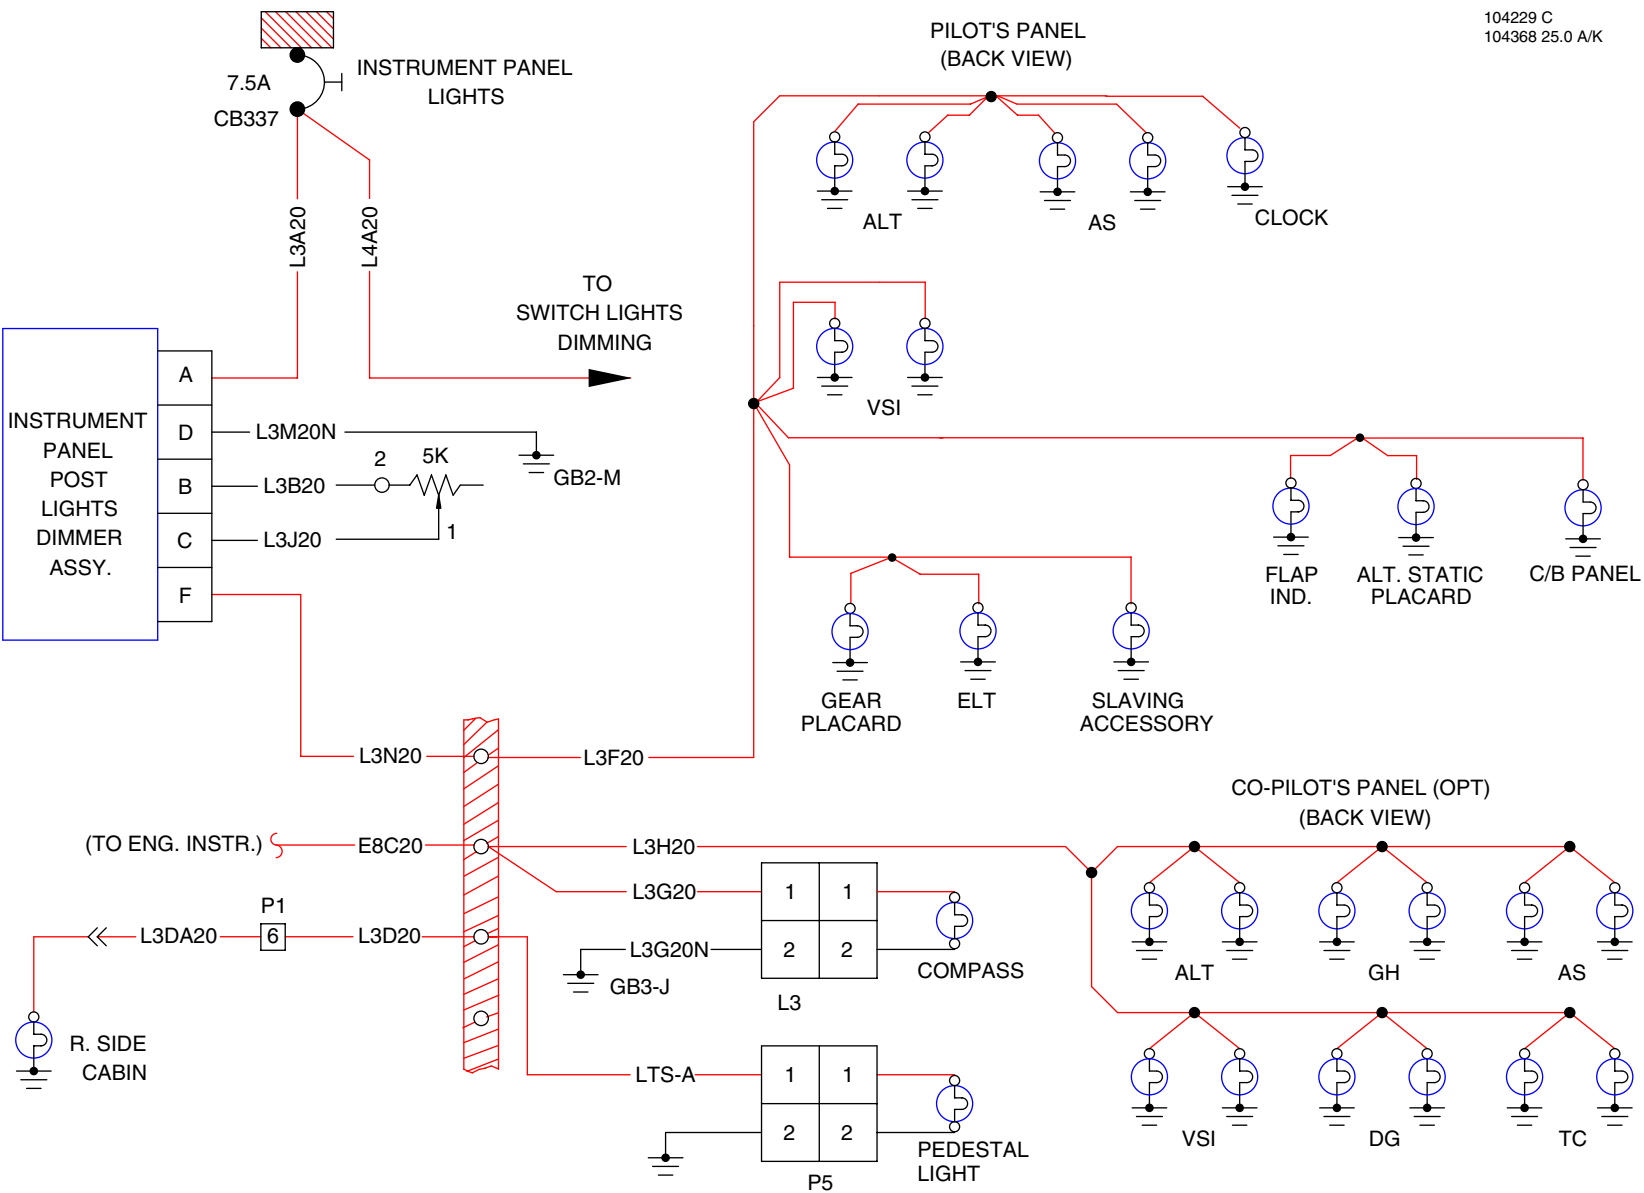 104229 C
104368 25.0 A/K
PILOT'S PANEL
(BACK VIEW)
7.5A
INSTRUMENT PANEL
LIGHTS
CB337
L3A20
L4A20
ALT
AS
CLOCK
TO
SWITCH LIGHTS
DIMMING
VSI
INSTRUMENT
PANEL
POST
LIGHTS
DIMMER
ASSY.
A
D
B
C
F
L3M20N
GB2-M
L3B20
2
5K
L3J20
1
FLAP
IND.
ALT. STATIC
PLACARD
C/B PANEL
GEAR
PLACARD
ELT
SLAVING
ACCESSORY
L3N20
L3F20
CO-PILOT'S PANEL (OPT)
(BACK VIEW)
(TO ENG. INSTR.)
E8C20
L3H20
L3G20
1
1
L3DA20
P1
6
L3D20
L3G20N
2
2
GB3-J
L3
COMPASS
ALT
GH
AS
R. SIDE
CABIN
LTS-A
1
1
2
2
P5
PEDESTAL
LIGHT
VSI
DG
TC